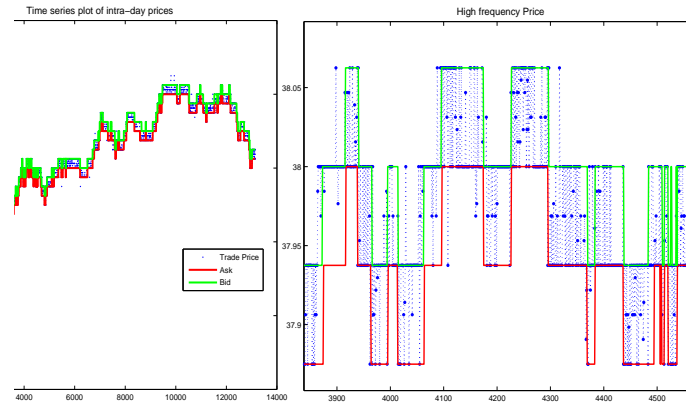 Time series plot of intra−day prices
Trade Price
Ask
Bid
4000 6000 8000 10000 12000 14000
High frequency Price
38.05
38
37.95
37.9
3900 4000 4100 4200 4300 4400 4500